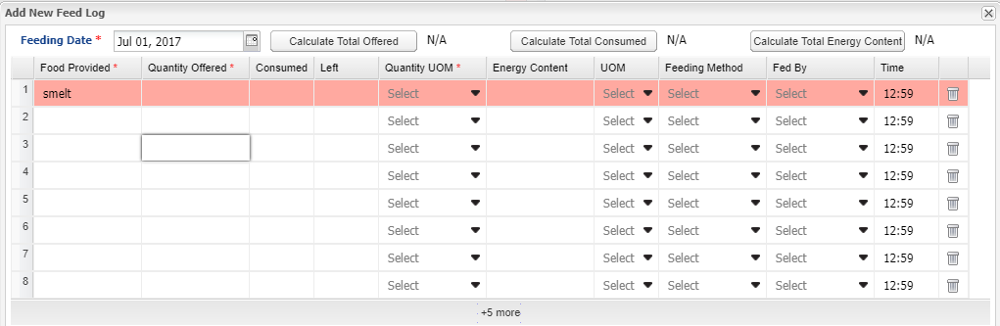 Add New Feed Log
Feeding Date * Jul 01, 2017 Calculate Total Offered N/A Calculate Total Consumed N/A Calculate Total Energy Content N/A
Food Provided * Quantity Offered * Consumed Left Quantity UOM * Energy Content UOM Feeding Method Fed By Time
1 smelt Select Select Select Select 12:59
2 Select Select Select Select 12:59
3 Select Select Select Select 12:59
4 Select Select Select Select 12:59
5 Select Select Select Select 12:59
6 Select Select Select Select 12:59
7 Select Select Select Select 12:59
8 Select Select Select Select 12:59
+5 more